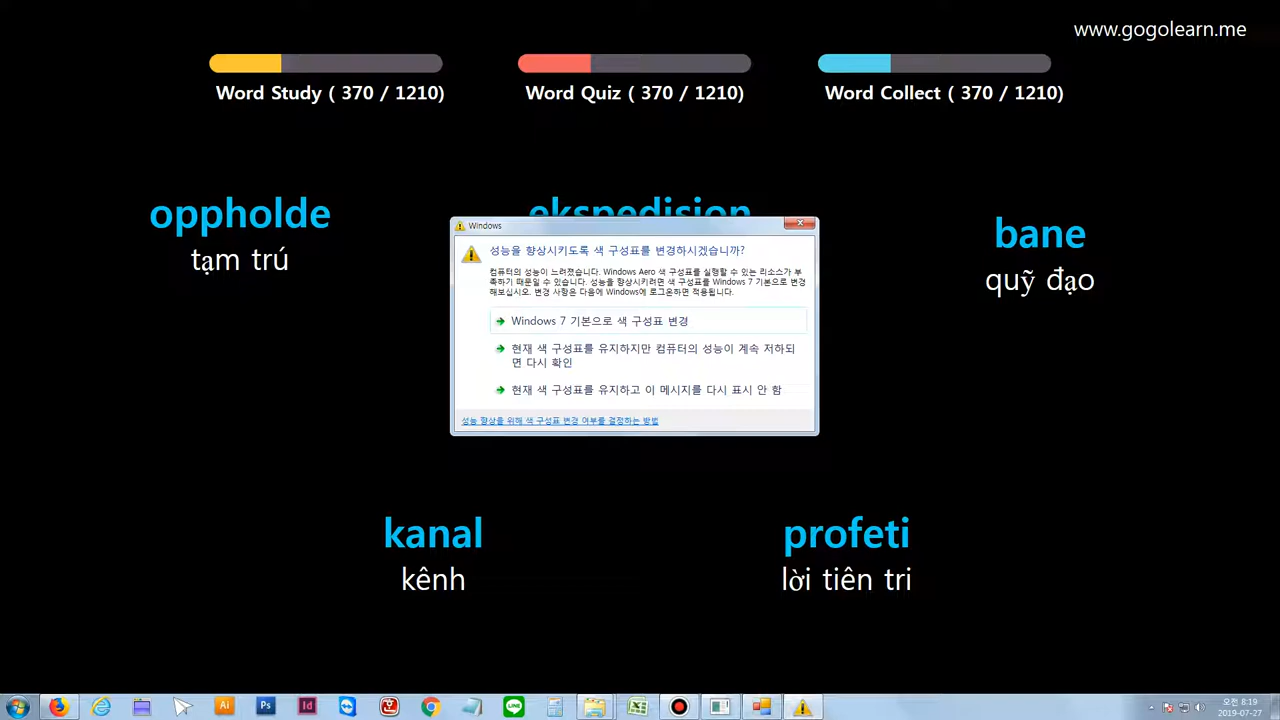 www.gogolearn.me
Word Study ( 370 / 1210)
Word Quiz ( 370 / 1210)
Word Collect ( 370 / 1210)
oppholde
tạm trú
ekspedisjon
bane
quỹ đạo
Windows
성능을 향상시키도록 색 구성표를 변경하시겠습니까?
컴퓨터의 성능이 느려졌습니다. Windows Aero 색 구성표를 실행할 수 있는 리소스가 부
족하기 때문일 수 있습니다. 성능을 향상시키려면 색 구성표를 Windows 7 기본으로 변경
해보십시오. 변경 사항은 다음에 Windows에 로그온하면 적용됩니다.
Windows 7 기본으로 색 구성표 변경
현재 색 구성표를 유지하지만 컴퓨터의 성능이 계속 저하되
면 다시 확인
현재 색 구성표를 유지하고 이 메시지를 다시 표시 안 함
성능 향상을 위해 색 구성표 변경 여부를 결정하는 방법
kanal
kênh
profeti
lời tiên tri
Ai
Ps
Id
LINE
오전 8:19
2019-07-27